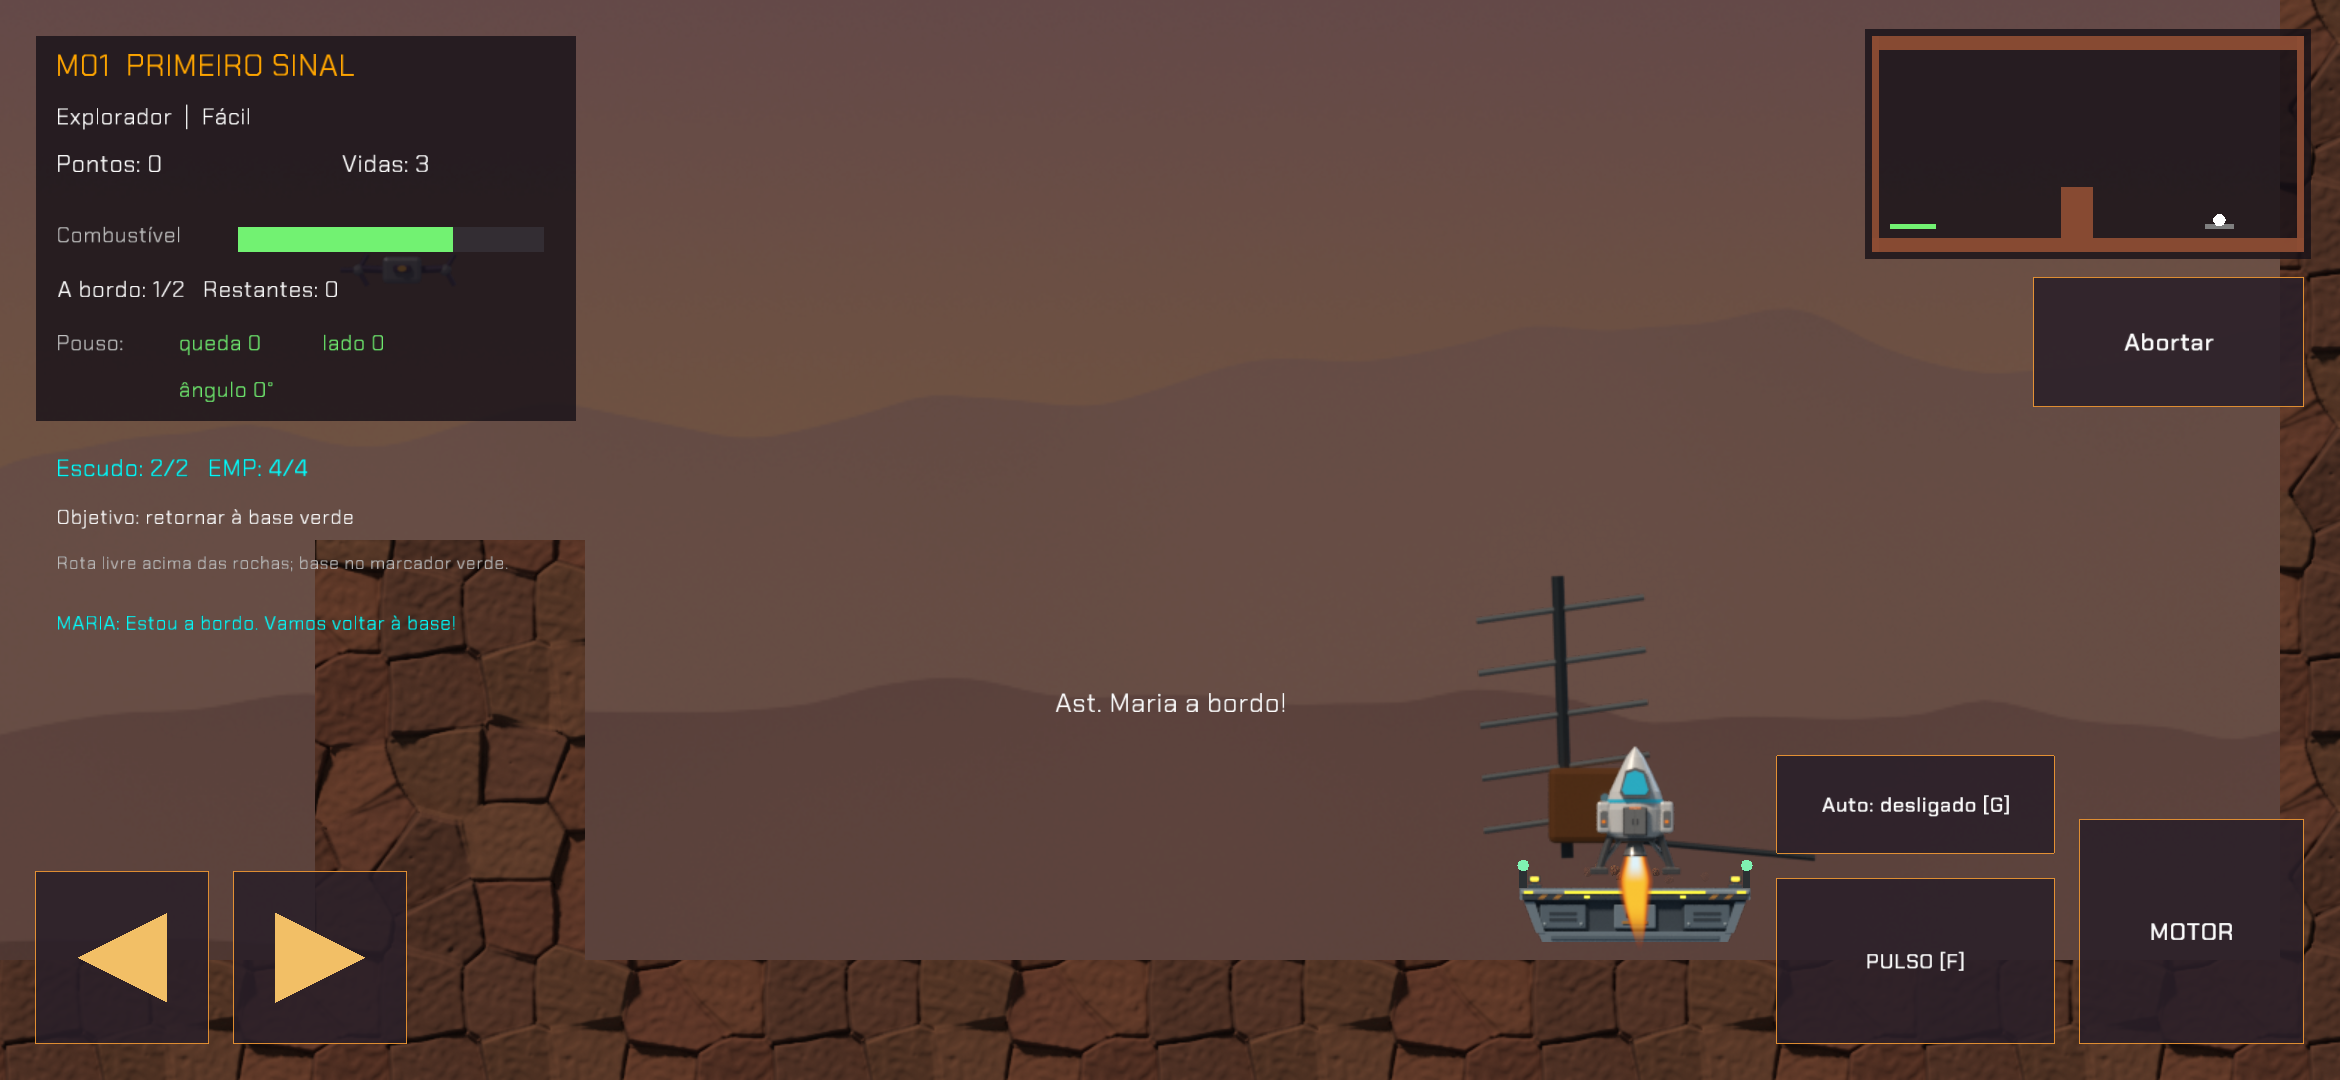 M01 PRIMEIRO SINAL
Explorador | Fácil
Pontos: 0 Vidas: 3
Combustível
A bordo: 1/2 Restantes: 0
Pouso: queda 0 lado 0
ângulo 0°
Escudo: 2/2 EMP: 4/4
Objetivo: retornar à base verde
Rota livre acima das rochas; base no marcador verde.
MARIA: Estou a bordo. Vamos voltar à base!
Abortar
Ast. Maria a bordo!
Auto: desligado [G]
PULSO [F]
MOTOR